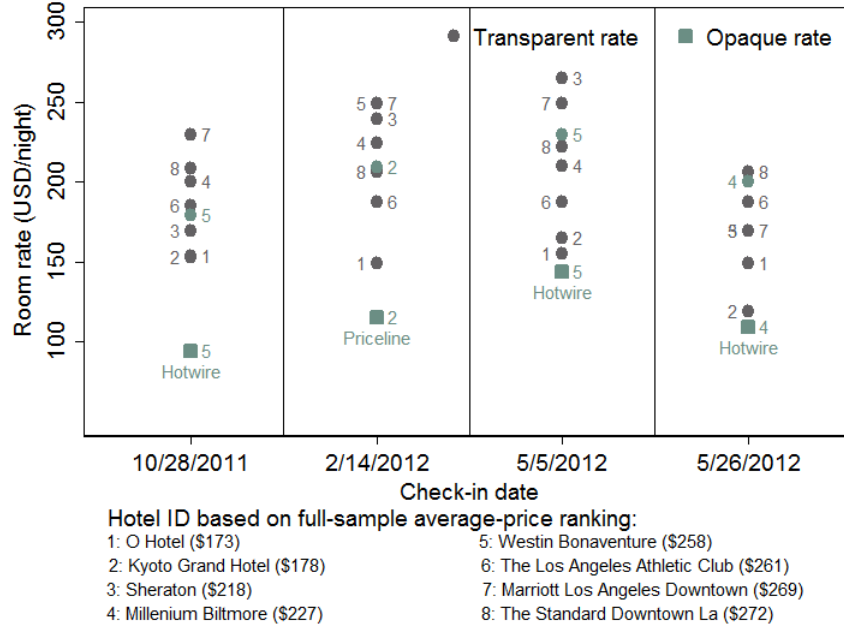 Room rate (USD/night)
300
250
200
150
100
Transparent rate
Opaque rate
7
8
4
6
5
3
2 1
5
Hotwire
5 7
3
4
8 2
6
1
2
Priceline
3
7
5
8
4
6
2
1
5
Hotwire
8
4
6
7
1
2
4
Hotwire
10/28/2011 2/14/2012 5/5/2012 5/26/2012
Check-in date
Hotel ID based on full-sample average-price ranking:
1: O Hotel ($173)
2: Kyoto Grand Hotel ($178)
3: Sheraton ($218)
4: Millenium Biltmore ($227)
5: Westin Bonaventure ($258)
6: The Los Angeles Athletic Club ($261)
7: Marriott Los Angeles Downtown ($269)
8: The Standard Downtown La ($272)